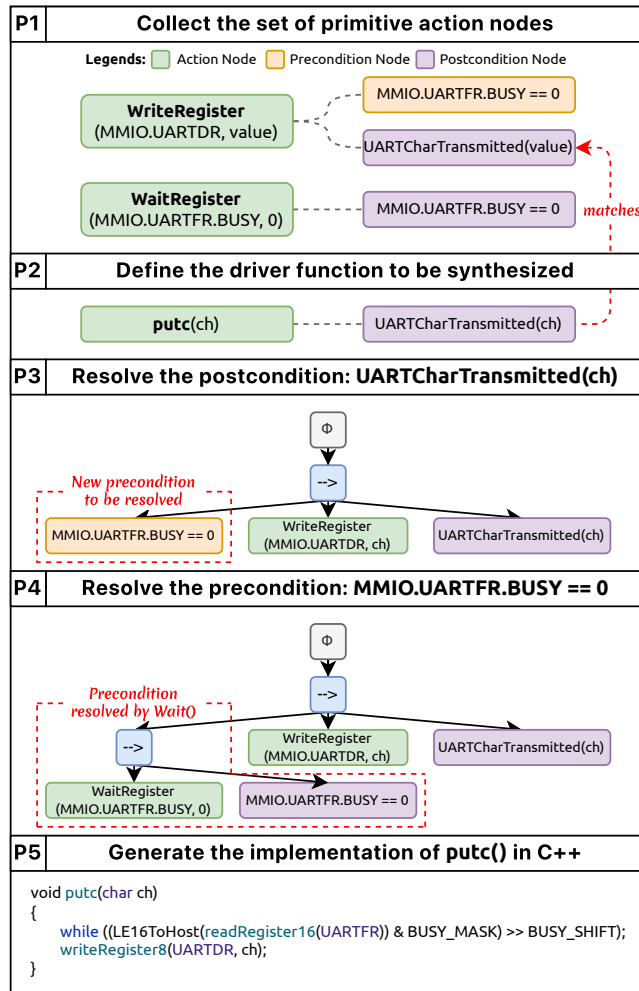 P1 Collect the set of primitive action nodes
Legends: Action Node Precondition Node Postcondition Node
WriteRegister
(MMIO.UARTDR, value)
MMIO.UARTFR.BUSY == 0
UARTCharTransmitted(value)
WaitRegister
(MMIO.UARTFR.BUSY, 0)
MMIO.UARTFR.BUSY == 0
matches
P2 Define the driver function to be synthesized
putc(ch)
UARTCharTransmitted(ch)
P3 Resolve the postcondition: UARTCharTransmitted(ch)
Φ
-->
New precondition
to be resolved
MMIO.UARTFR.BUSY == 0
WriteRegister
(MMIO.UARTDR, ch)
UARTCharTransmitted(ch)
P4 Resolve the precondition: MMIO.UARTFR.BUSY == 0
Φ
-->
Precondition
resolved by Wait()
-->
WriteRegister
(MMIO.UARTDR, ch)
UARTCharTransmitted(ch)
WaitRegister
(MMIO.UARTFR.BUSY, 0)
MMIO.UARTFR.BUSY == 0
P5 Generate the implementation of putc() in C++
void putc(char ch)
{
while ((LE16ToHost(readRegister16(UARTFR)) & BUSY_MASK) >> BUSY_SHIFT);
writeRegister8(UARTDR, ch);
}